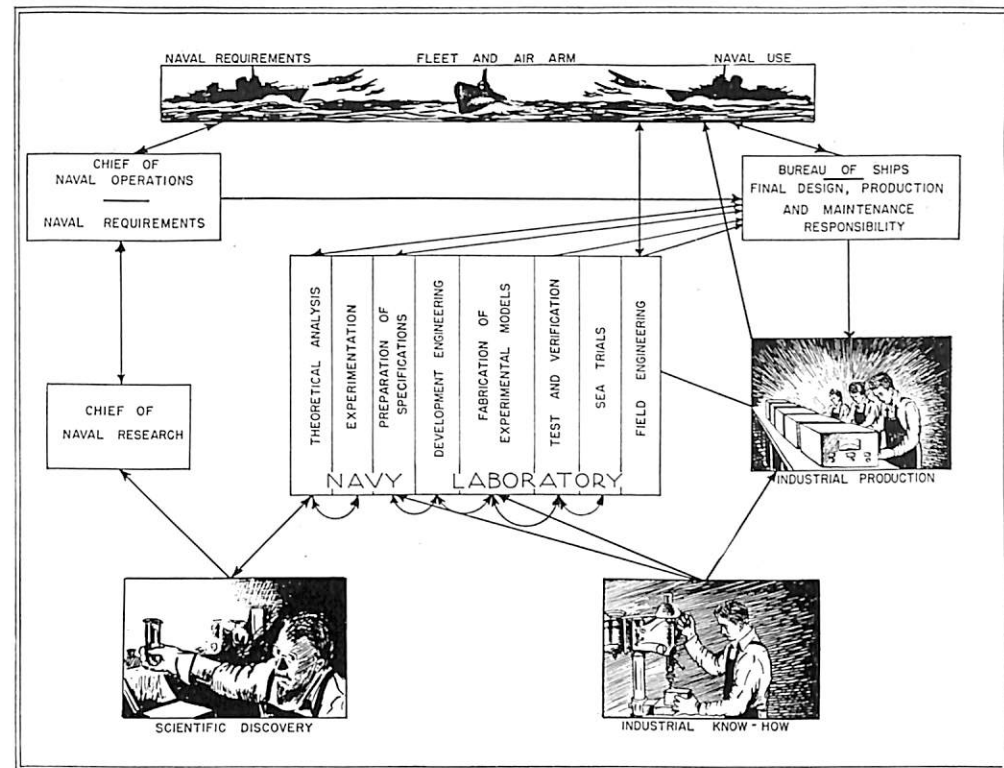 NAVAL REQUIREMENTS
FLEET AND AIR ARM
NAVAL USE
CHIEF OF
NAVAL OPERATIONS
NAVAL REQUIREMENTS
BUREAU OF SHIPS
FINAL DESIGN, PRODUCTION
AND MAINTENANCE
RESPONSIBILITY
THEORETICAL ANALYSIS
EXPERIMENTATION
PREPARATION OF
SPECIFICATIONS
DEVELOPMENT ENGINEERING
FABRICATION OF
EXPERIMENTAL MODELS
TEST AND VERIFICATION
SEA TRIALS
FIELD ENGINEERING
NAVY LABORATORY
CHIEF OF
NAVAL RESEARCH
INDUSTRIAL PRODUCTION
SCIENTIFIC DISCOVERY
INDUSTRIAL KNOW-HOW